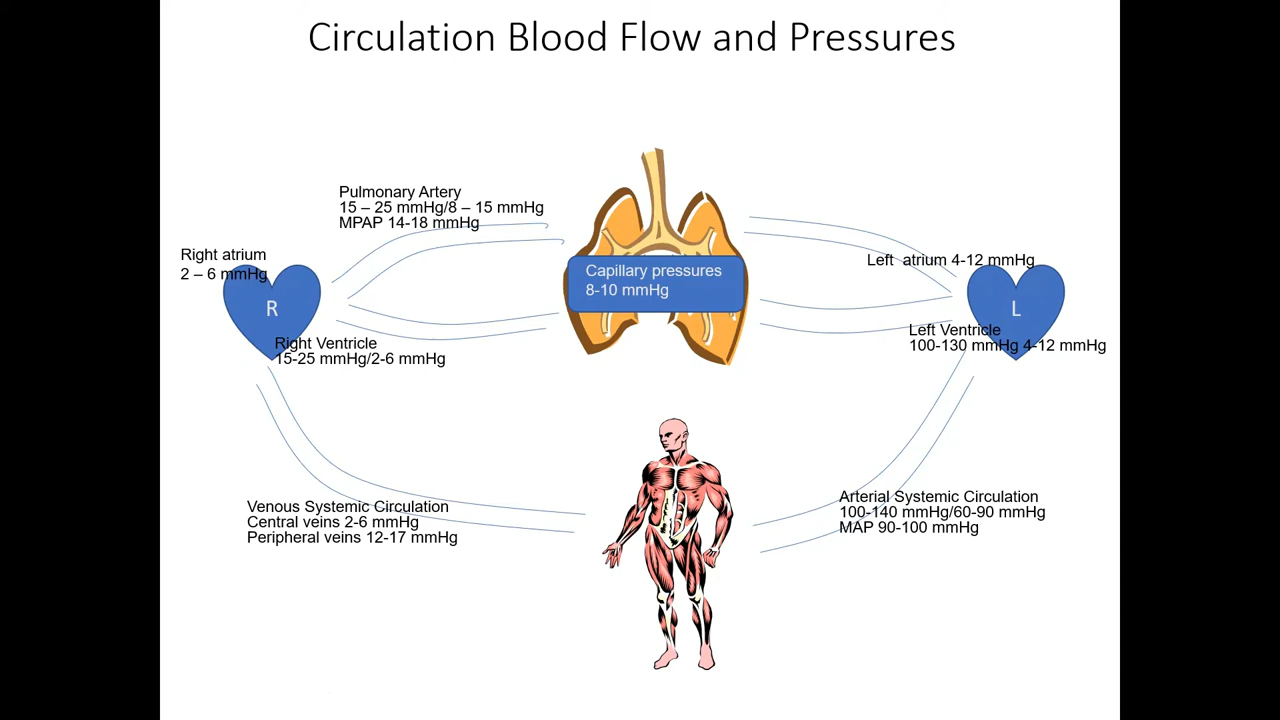 Circulation Blood Flow and Pressures
Pulmonary Artery
15 – 25 mmHg/8 – 15 mmHg
MPAP 14-18 mmHg
Right atrium
2 – 6 mmHg
R
Right Ventricle
15-25 mmHg/2-6 mmHg
Capillary pressures
8-10 mmHg
Left  atrium 4-12 mmHg
L
Left Ventricle
100-130 mmHg 4-12 mmHg
Venous Systemic Circulation
Central veins 2-6 mmHg
Peripheral veins 12-17 mmHg
Arterial Systemic Circulation
100-140 mmHg/60-90 mmHg
MAP 90-100 mmHg